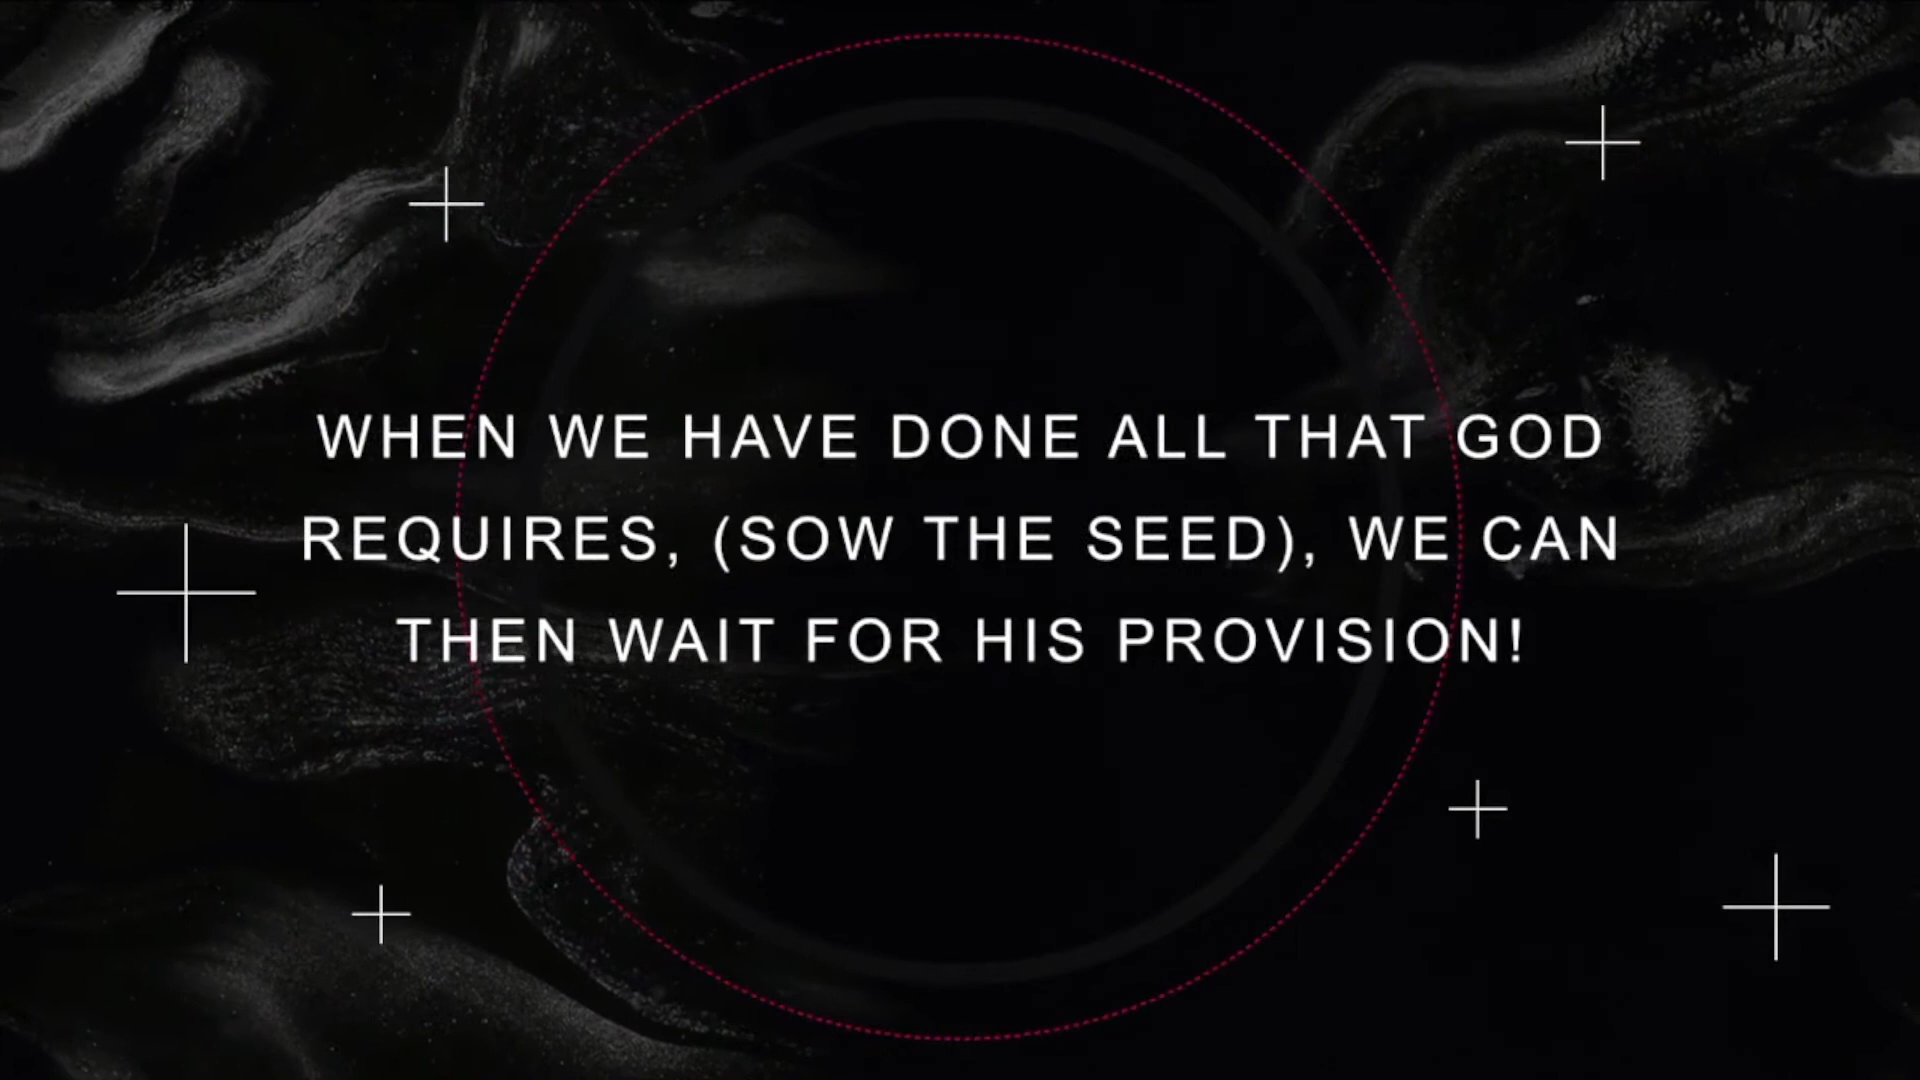 WHEN WE HAVE DONE ALL THAT GOD
REQUIRES, (SOW THE SEED), WE CAN
THEN WAIT FOR HIS PROVISION!